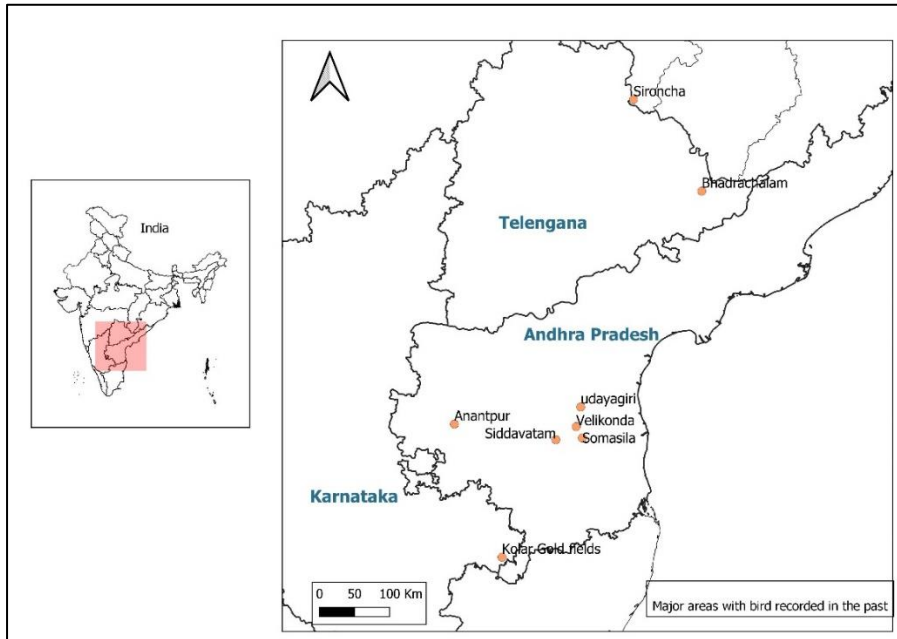 Sironcha
Bhadrachalam
Telengana
India
Andhra Pradesh
udayagiri
Anantpur
Velikonda
Siddavatam
Somasila
Karnataka
Kolar Gold fields
0 50 100 Km
Major areas with bird recorded in the past